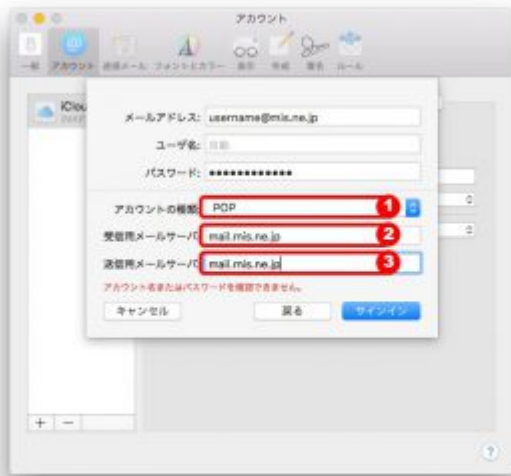 アカウント
一般 アカウント 迷惑メール フォントとカラー 表示 作成 署名 ルール
iCloud
メールアドレス: username@mis.ne.jp
ユーザ名:
パスワード: ••••••••••••
アカウントの種類: POP 1
受信用メールサーバ: mail.mis.ne.jp 2
送信用メールサーバ: mail.mis.ne.jp 3
アカウント名またはパスワードを確認できません。
キャンセル 戻る サインイン
+ −
?